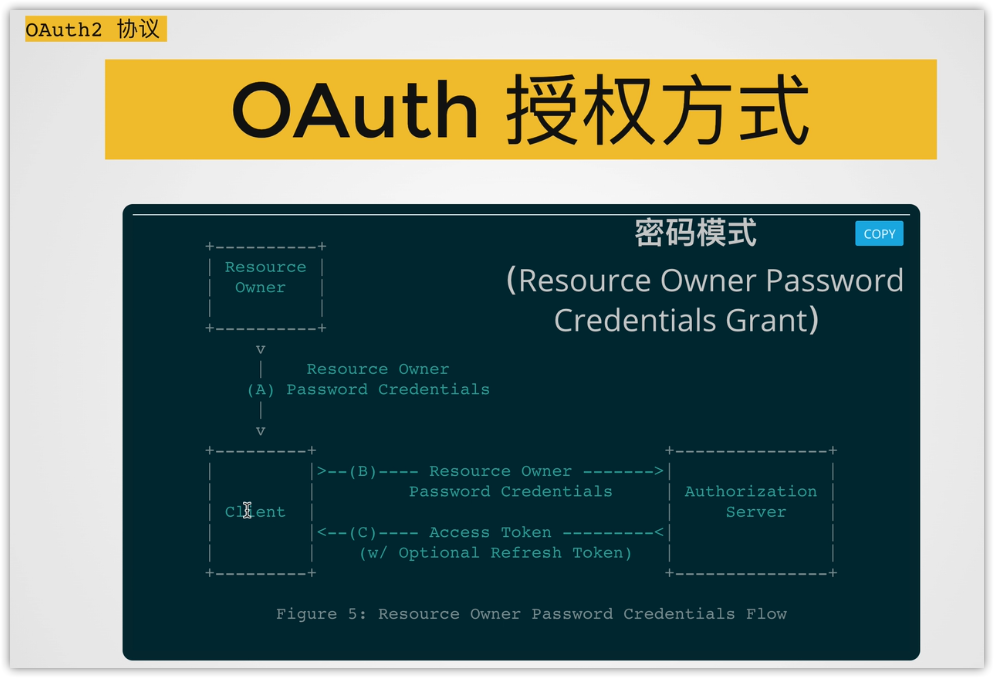 OAuth2 协议
OAuth 授权方式
密码模式
COPY
(Resource Owner Password
Credentials Grant)
+----------+
| Resource |
| Owner |
| |
+----------+
v
| Resource Owner
(A) Password Credentials
|
v
+---------+ +---------------+
| |>--(B)---- Resource Owner ------->| |
| | Password Credentials | Authorization |
| Client | | Server |
| |<--(C)---- Access Token ---------<| |
| | (w/ Optional Refresh Token) | |
+---------+ +---------------+
Figure 5: Resource Owner Password Credentials Flow